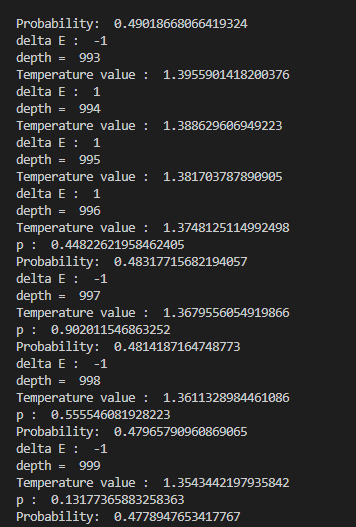 Probability:  0.49018668066419324
delta E :  -1
depth =  993
Temperature value :  1.3955901418200376
delta E :  1
depth =  994
Temperature value :  1.388629606949223
delta E :  1
depth =  995
Temperature value :  1.381703787890905
delta E :  1
depth =  996
Temperature value :  1.3748125114992498
p :  0.44822621958462405
Probability:  0.48317715682194057
delta E :  -1
depth =  997
Temperature value :  1.3679556054919866
p :  0.902011546863252
Probability:  0.4814187164748773
delta E :  -1
depth =  998
Temperature value :  1.3611328984461086
p :  0.555546081928223
Probability:  0.47965790960869065
delta E :  -1
depth =  999
Temperature value :  1.3543442197935842
p :  0.13177365883258363
Probability:  0.4778947653417767